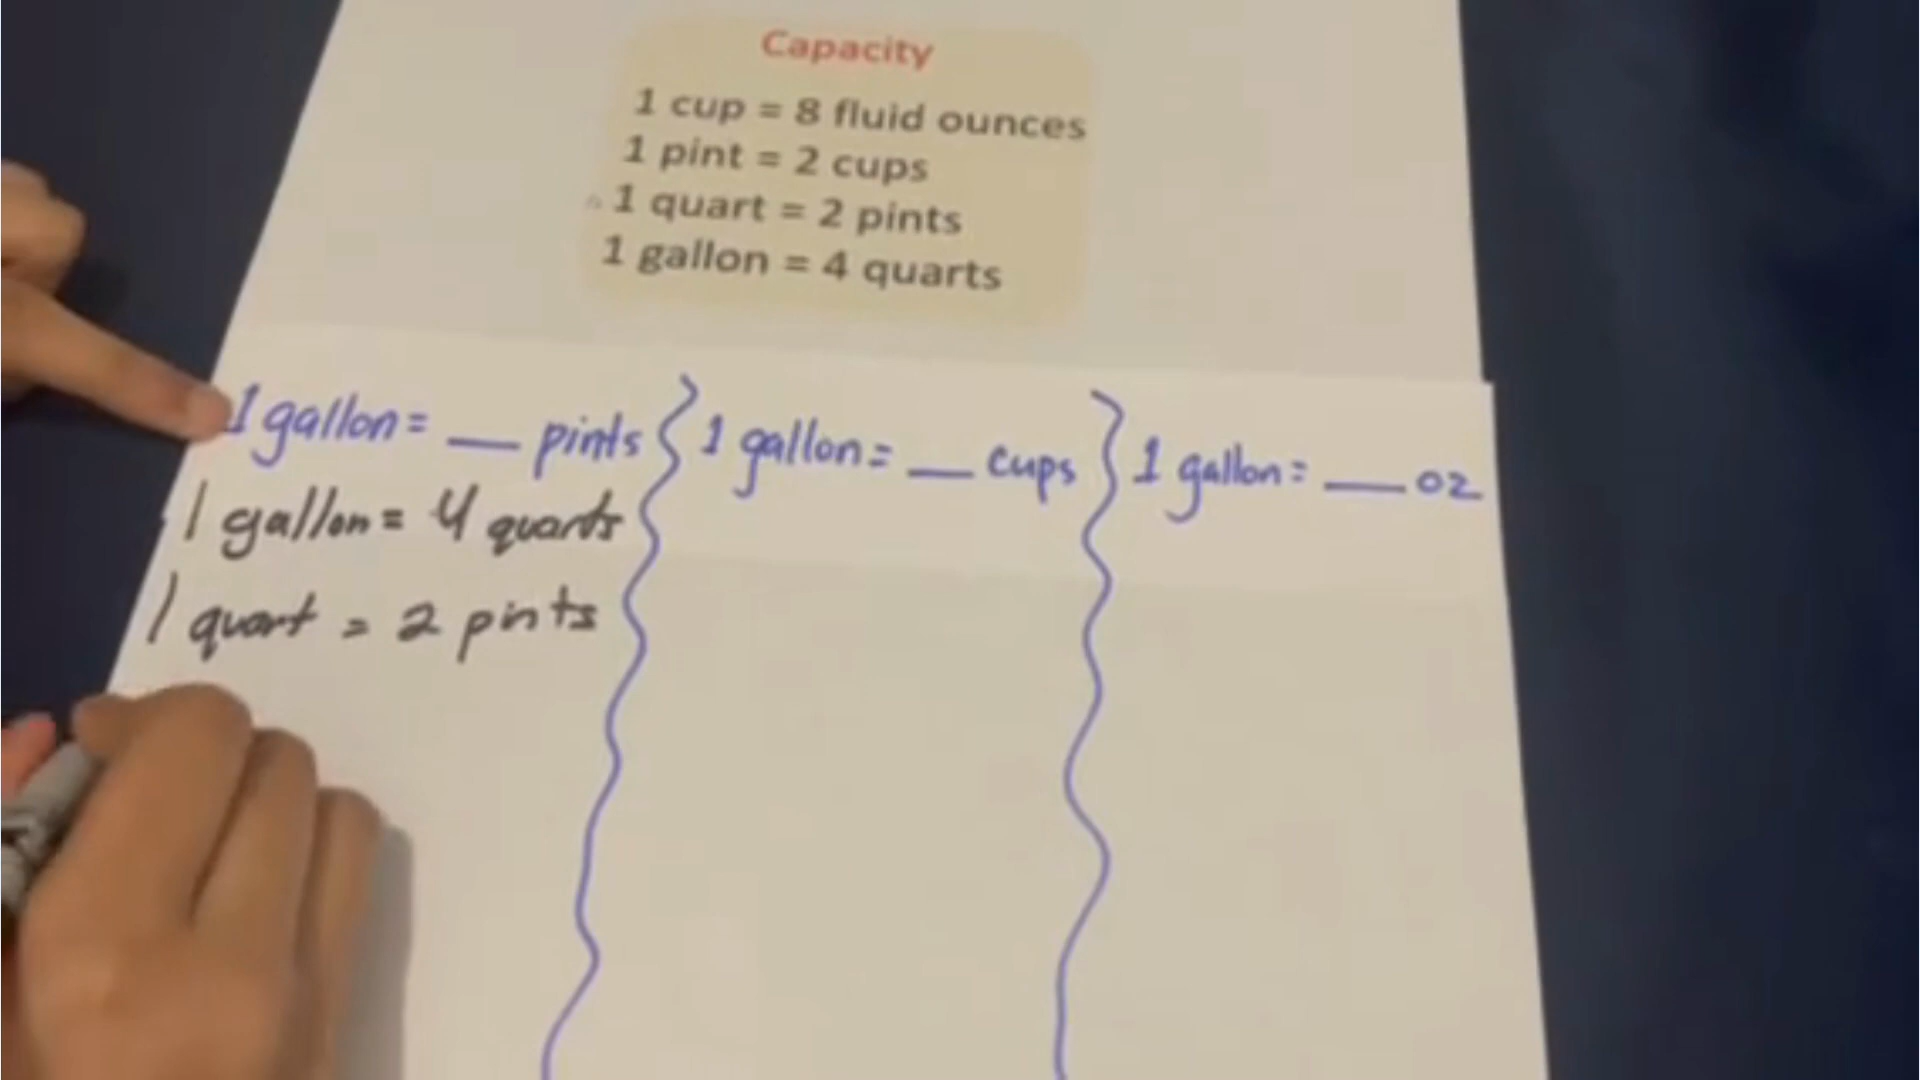 Capacity
1 cup = 8 fluid ounces
1 pint = 2 cups
1 quart = 2 pints
1 gallon = 4 quarts
1 gallon = __ pints
1 gallon = 4 quarts
1 quart = 2 pints
1 gallon = __ cups
1 gallon = __ oz